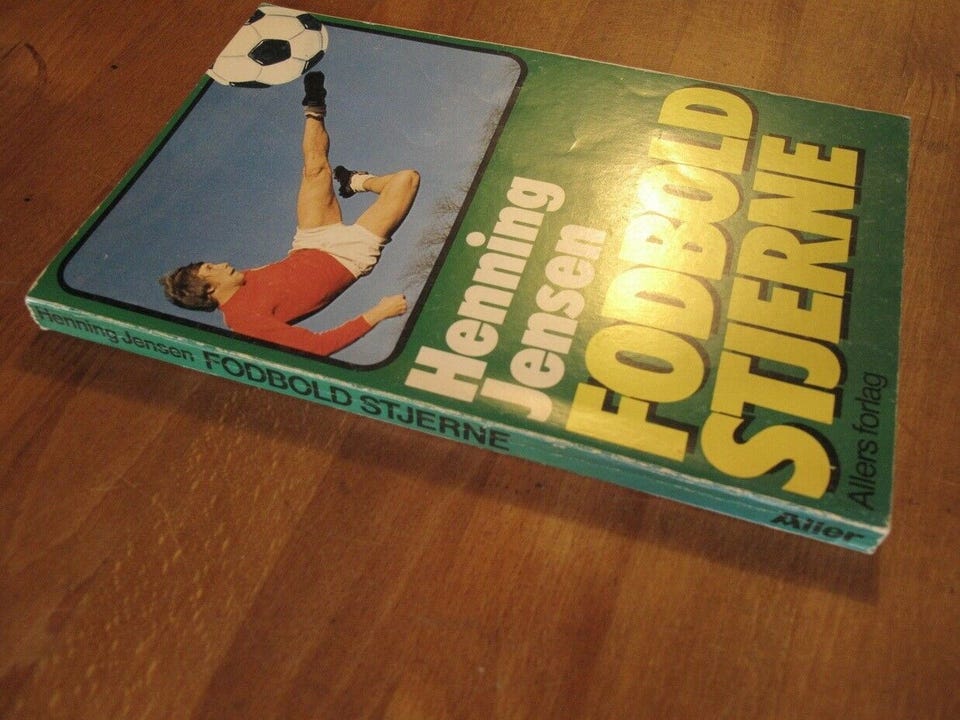 Henning
Jensen
FODBOLD
STJERNE
Allers forlag
Henning Jensen FODBOLD STJERNE
Aller